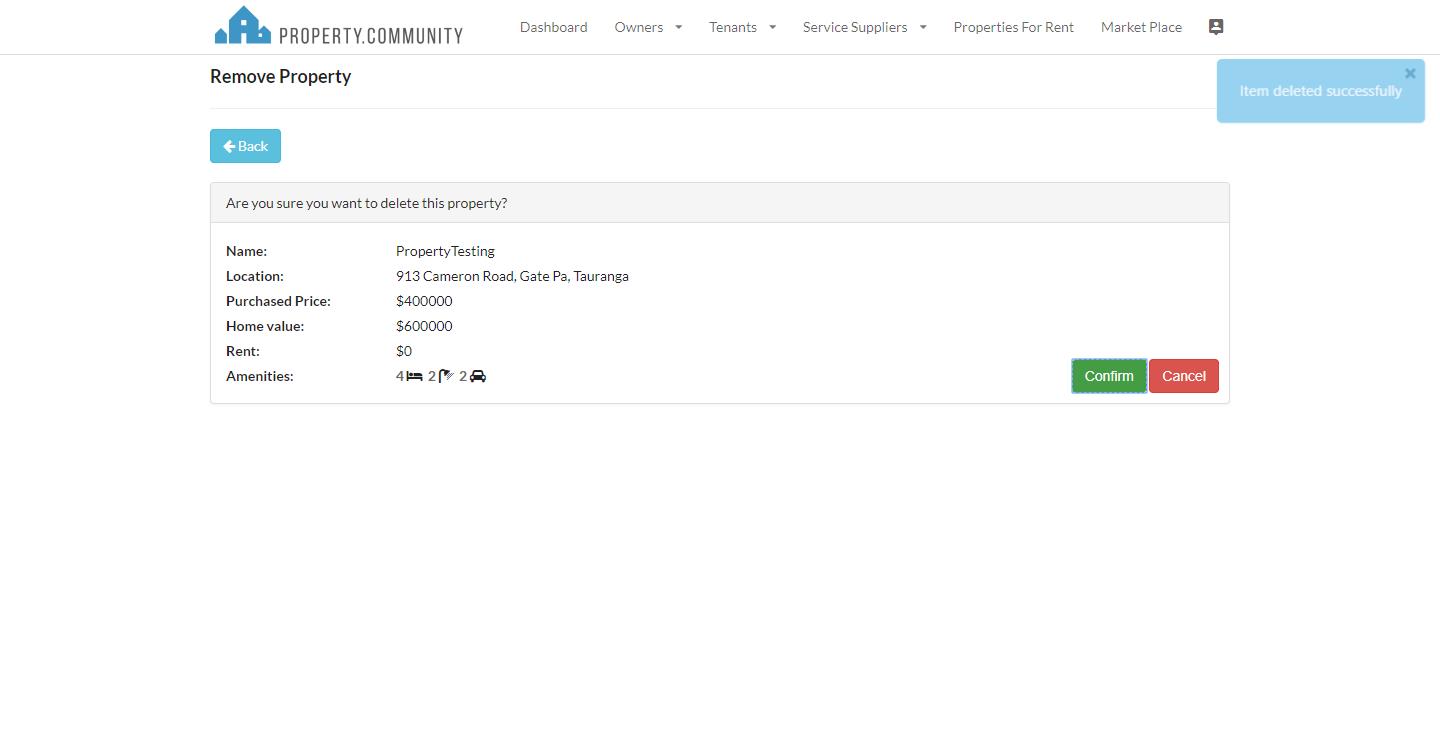 PROPERTY.COMMUNITY
Dashboard Owners Tenants Service Suppliers Properties For Rent Market Place
Remove Property
Item deleted successfully
Back
Are you sure you want to delete this property?
Name: PropertyTesting
Location: 913 Cameron Road, Gate Pa, Tauranga
Purchased Price: $400000
Home value: $600000
Rent: $0
Amenities: 4 2 2
Confirm Cancel